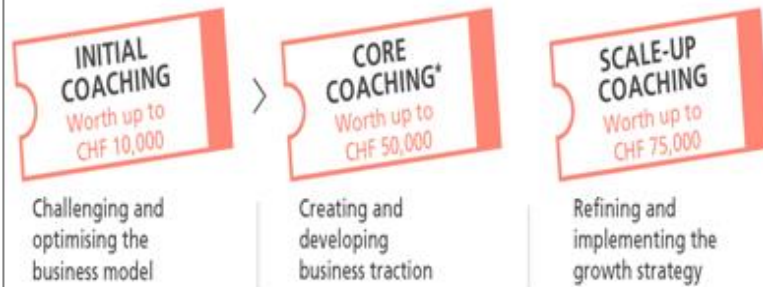 INITIAL
COACHING
Worth up to
CHF 10,000
Challenging and
optimising the
business model
>
CORE
COACHING*
Worth up to
CHF 50,000
Creating and
developing
business traction
SCALE-UP
COACHING
Worth up to
CHF 75,000
Refining and
implementing the
growth strategy